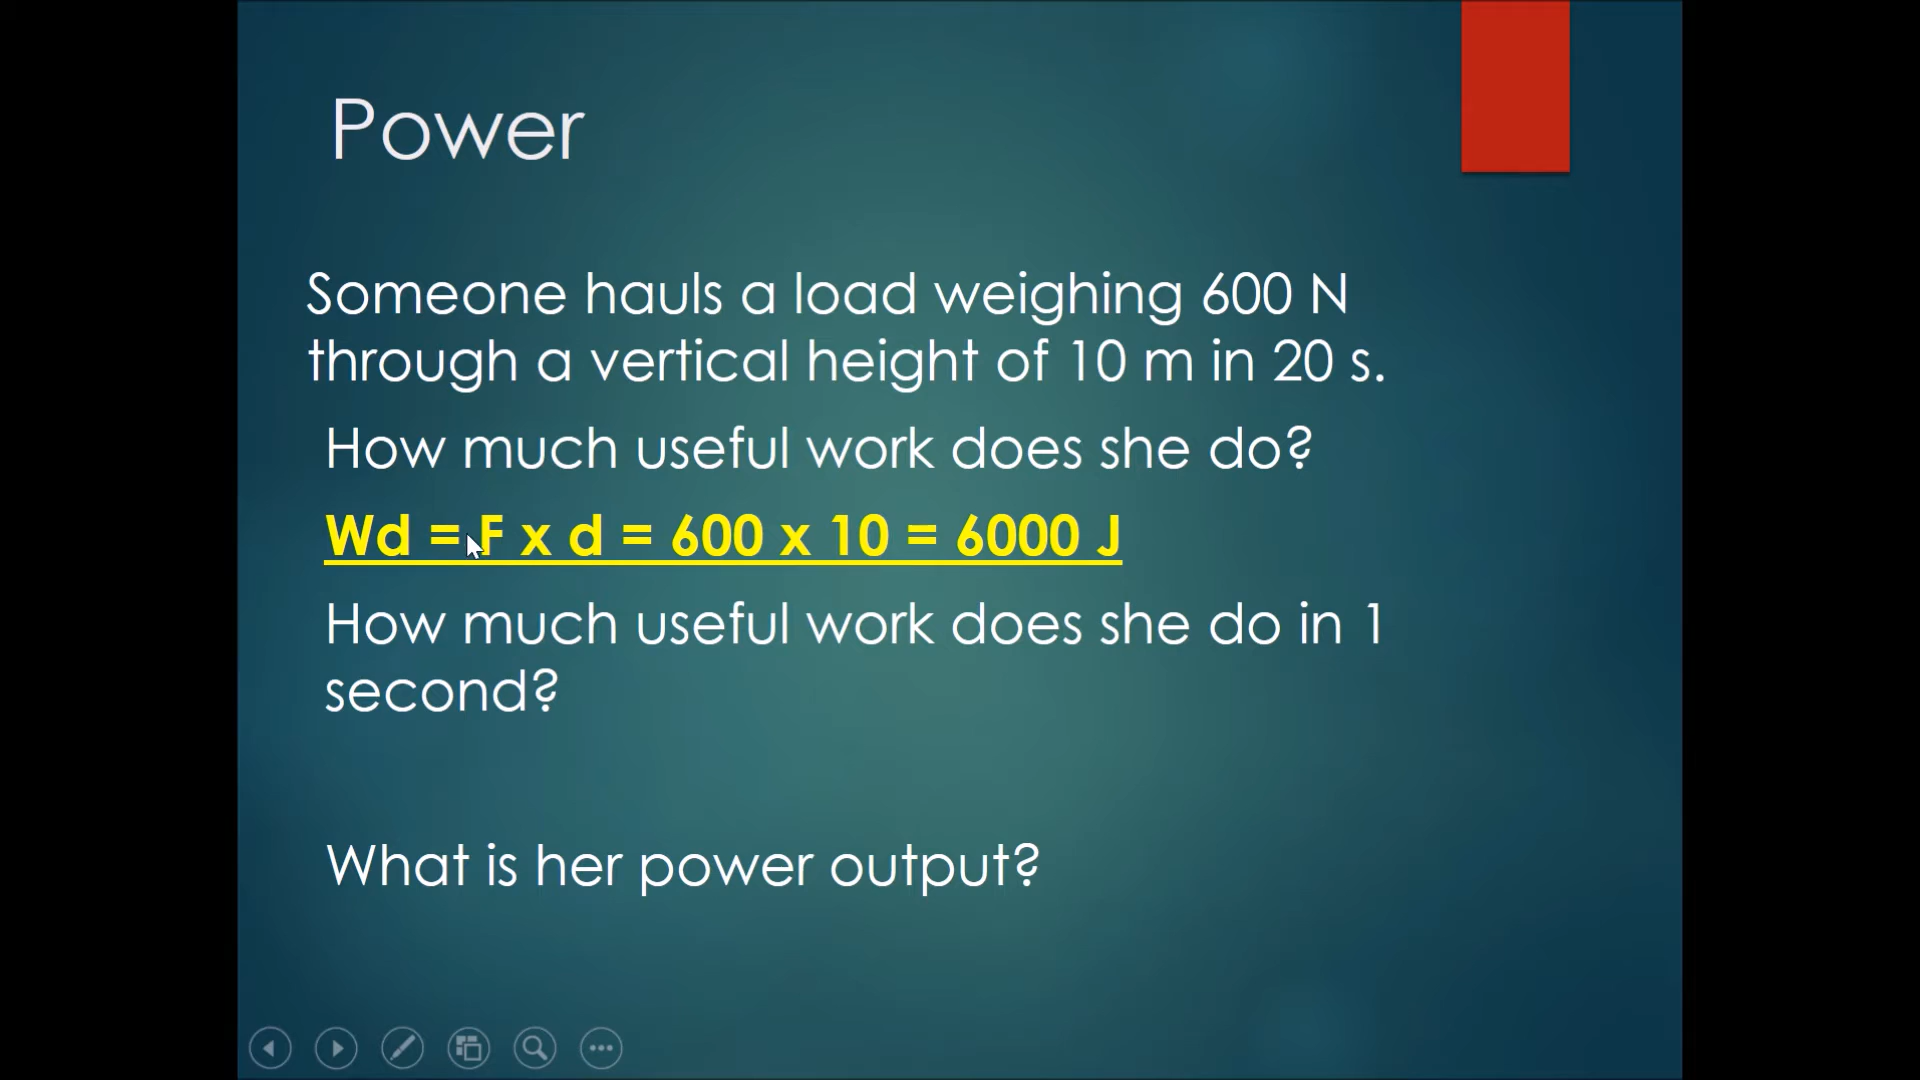 Power
Someone hauls a load weighing 600 N
through a vertical height of 10 m in 20 s.
How much useful work does she do?
Wd = F x d = 600 x 10 = 6000 J
How much useful work does she do in 1
second?
What is her power output?